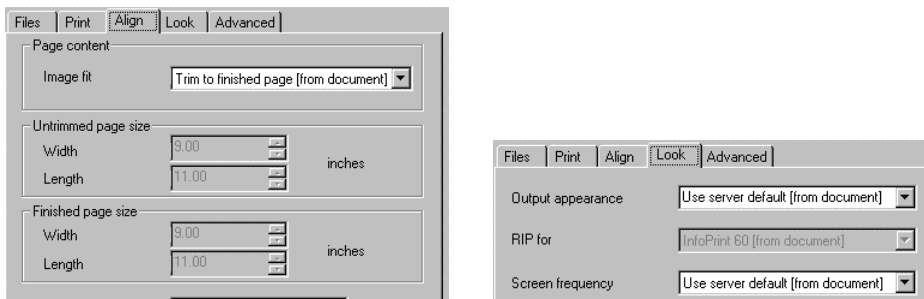 Files Print Align Look Advanced
Page content
Image fit Trim to finished page [from document]
Untrimmed page size
Width 9.00
inches
Length 11.00
Finished page size
Width 9.00
inches
Length 11.00
Files Print Align Look Advanced
Output appearance Use server default [from document]
RIP for InfoPrint 60 [from document]
Screen frequency Use server default [from document]